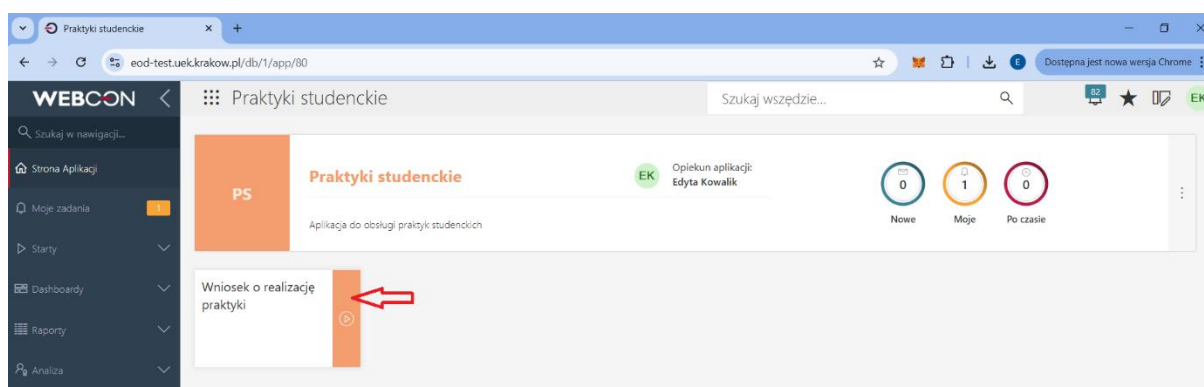 Praktyki studenckie
eod-test.uek.krakow.pl/db/1/app/80
E
Dostępna jest nowa wersja Chrome
WEBCON
Praktyki studenckie
Szukaj wszędzie...
82
EK
Szukaj w nawigacji...
Strona Aplikacji
Moje zadania
1
Starty
Dashboardy
Raporty
Analiza
PS
Praktyki studenckie
Aplikacja do obsługi praktyk studenckich
EK
Opiekun aplikacji:
Edyta Kowalik
0
1
0
Nowe
Moje
Po czasie
Wniosek o realizację
praktyki